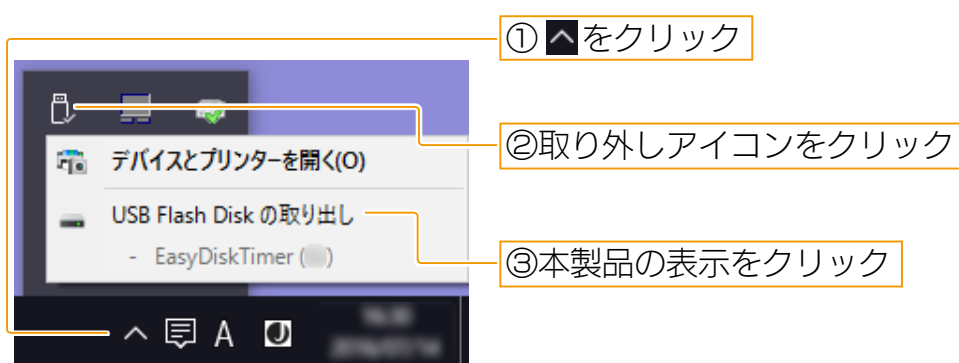 ① ^ をクリック
②取り外しアイコンをクリック
デバイスとプリンターを開く(O)
USB Flash Disk の取り出し
- EasyDiskTimer ( )
③本製品の表示をクリック
A